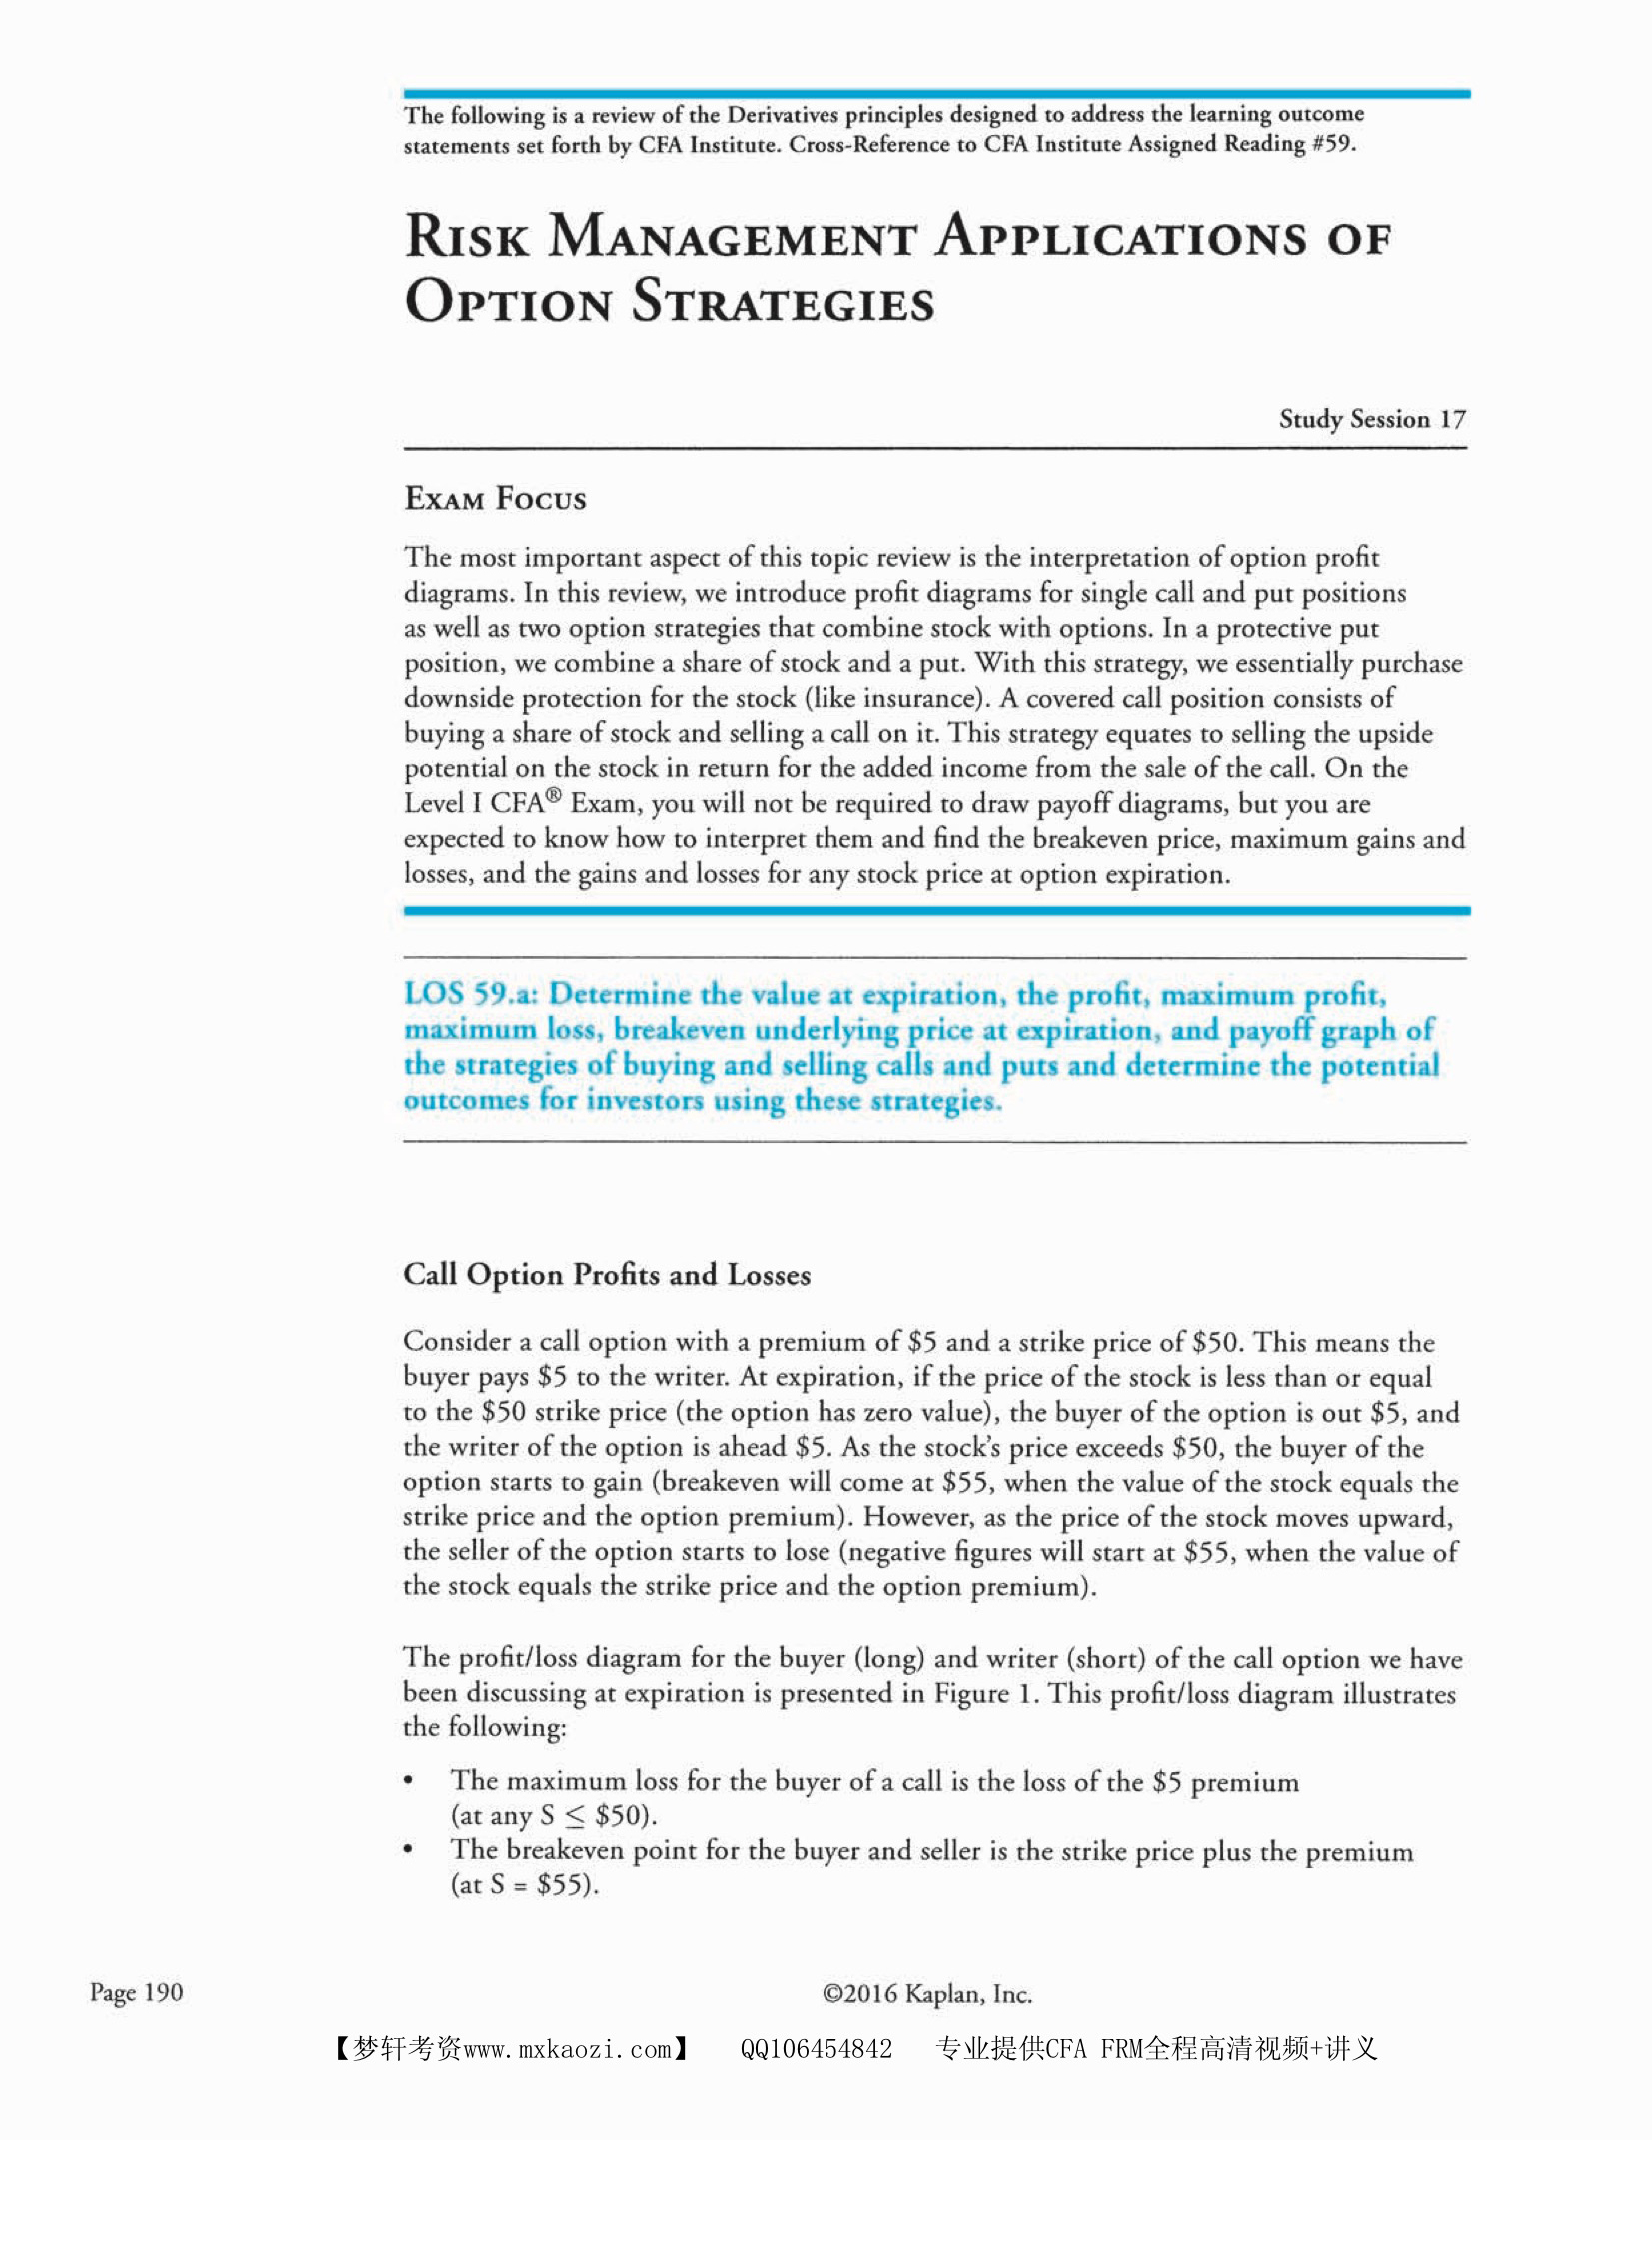 The following is a review of the Derivatives principles designed to address the learning outcome
statements set forth by CFA Institute. Cross-Reference to CFA Institute Assigned Reading #59.
RISK MANAGEMENT APPLICATIONS OF
OPTION STRATEGIES
Study Session 17
EXAM FOCUS
The most important aspect of this topic review is the interpretation of option profit
diagrams. In this review, we introduce profit diagrams for single call and put positions
as well as two option strategies that combine stock with options. In a protective put
position, we combine a share of stock and a put. With this strategy, we essentially purchase
downside protection for the stock (like insurance). A covered call position consists of
buying a share of stock and selling a call on it. This strategy equates to selling the upside
potential on the stock in return for the added income from the sale of the call. On the
Level I CFA® Exam, you will not be required to draw payoff diagrams, but you are
expected to know how to interpret them and find the breakeven price, maximum gains and
losses, and the gains and losses for any stock price at option expiration.
LOS 59.a: Determine the value at expiration, the profit, maximum profit,
maximum loss, breakeven underlying price at expiration, and payoff graph of
the strategies of buying and selling calls and puts and determine the potential
outcomes for investors using these strategies.
Call Option Profits and Losses
Consider a call option with a premium of $5 and a strike price of $50. This means the
buyer pays $5 to the writer. At expiration, if the price of the stock is less than or equal
to the $50 strike price (the option has zero value), the buyer of the option is out $5, and
the writer of the option is ahead $5. As the stock's price exceeds $50, the buyer of the
option starts to gain (breakeven will come at $55, when the value of the stock equals the
strike price and the option premium). However, as the price of the stock moves upward,
the seller of the option starts to lose (negative figures will start at $55, when the value of
the stock equals the strike price and the option premium).
The profit/loss diagram for the buyer (long) and writer (short) of the call option we have
been discussing at expiration is presented in Figure 1. This profit/loss diagram illustrates
the following:
• The maximum loss for the buyer of a call is the loss of the $5 premium
(at any S ≤ $50).
• The breakeven point for the buyer and seller is the strike price plus the premium
(at S = $55).
Page 190
©2016 Kaplan, Inc.
【梦轩考资www.mxkaozi.com】 QQ106454842 专业提供CFA FRM全程高清视频+讲义